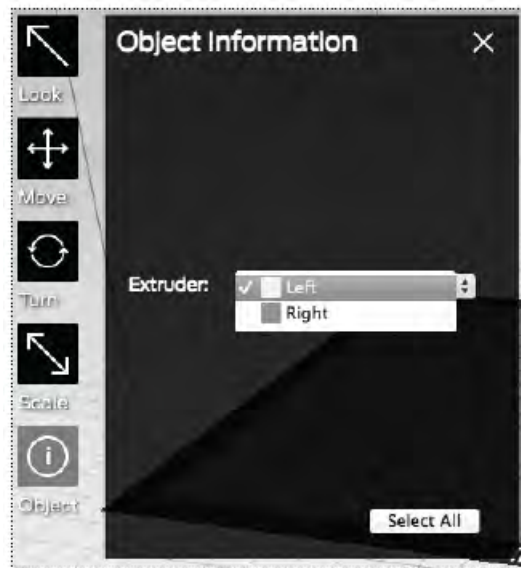 Object Information
Look
Move
Turn
Scale
Object
Extruder:
✓ Left
Right
Select All